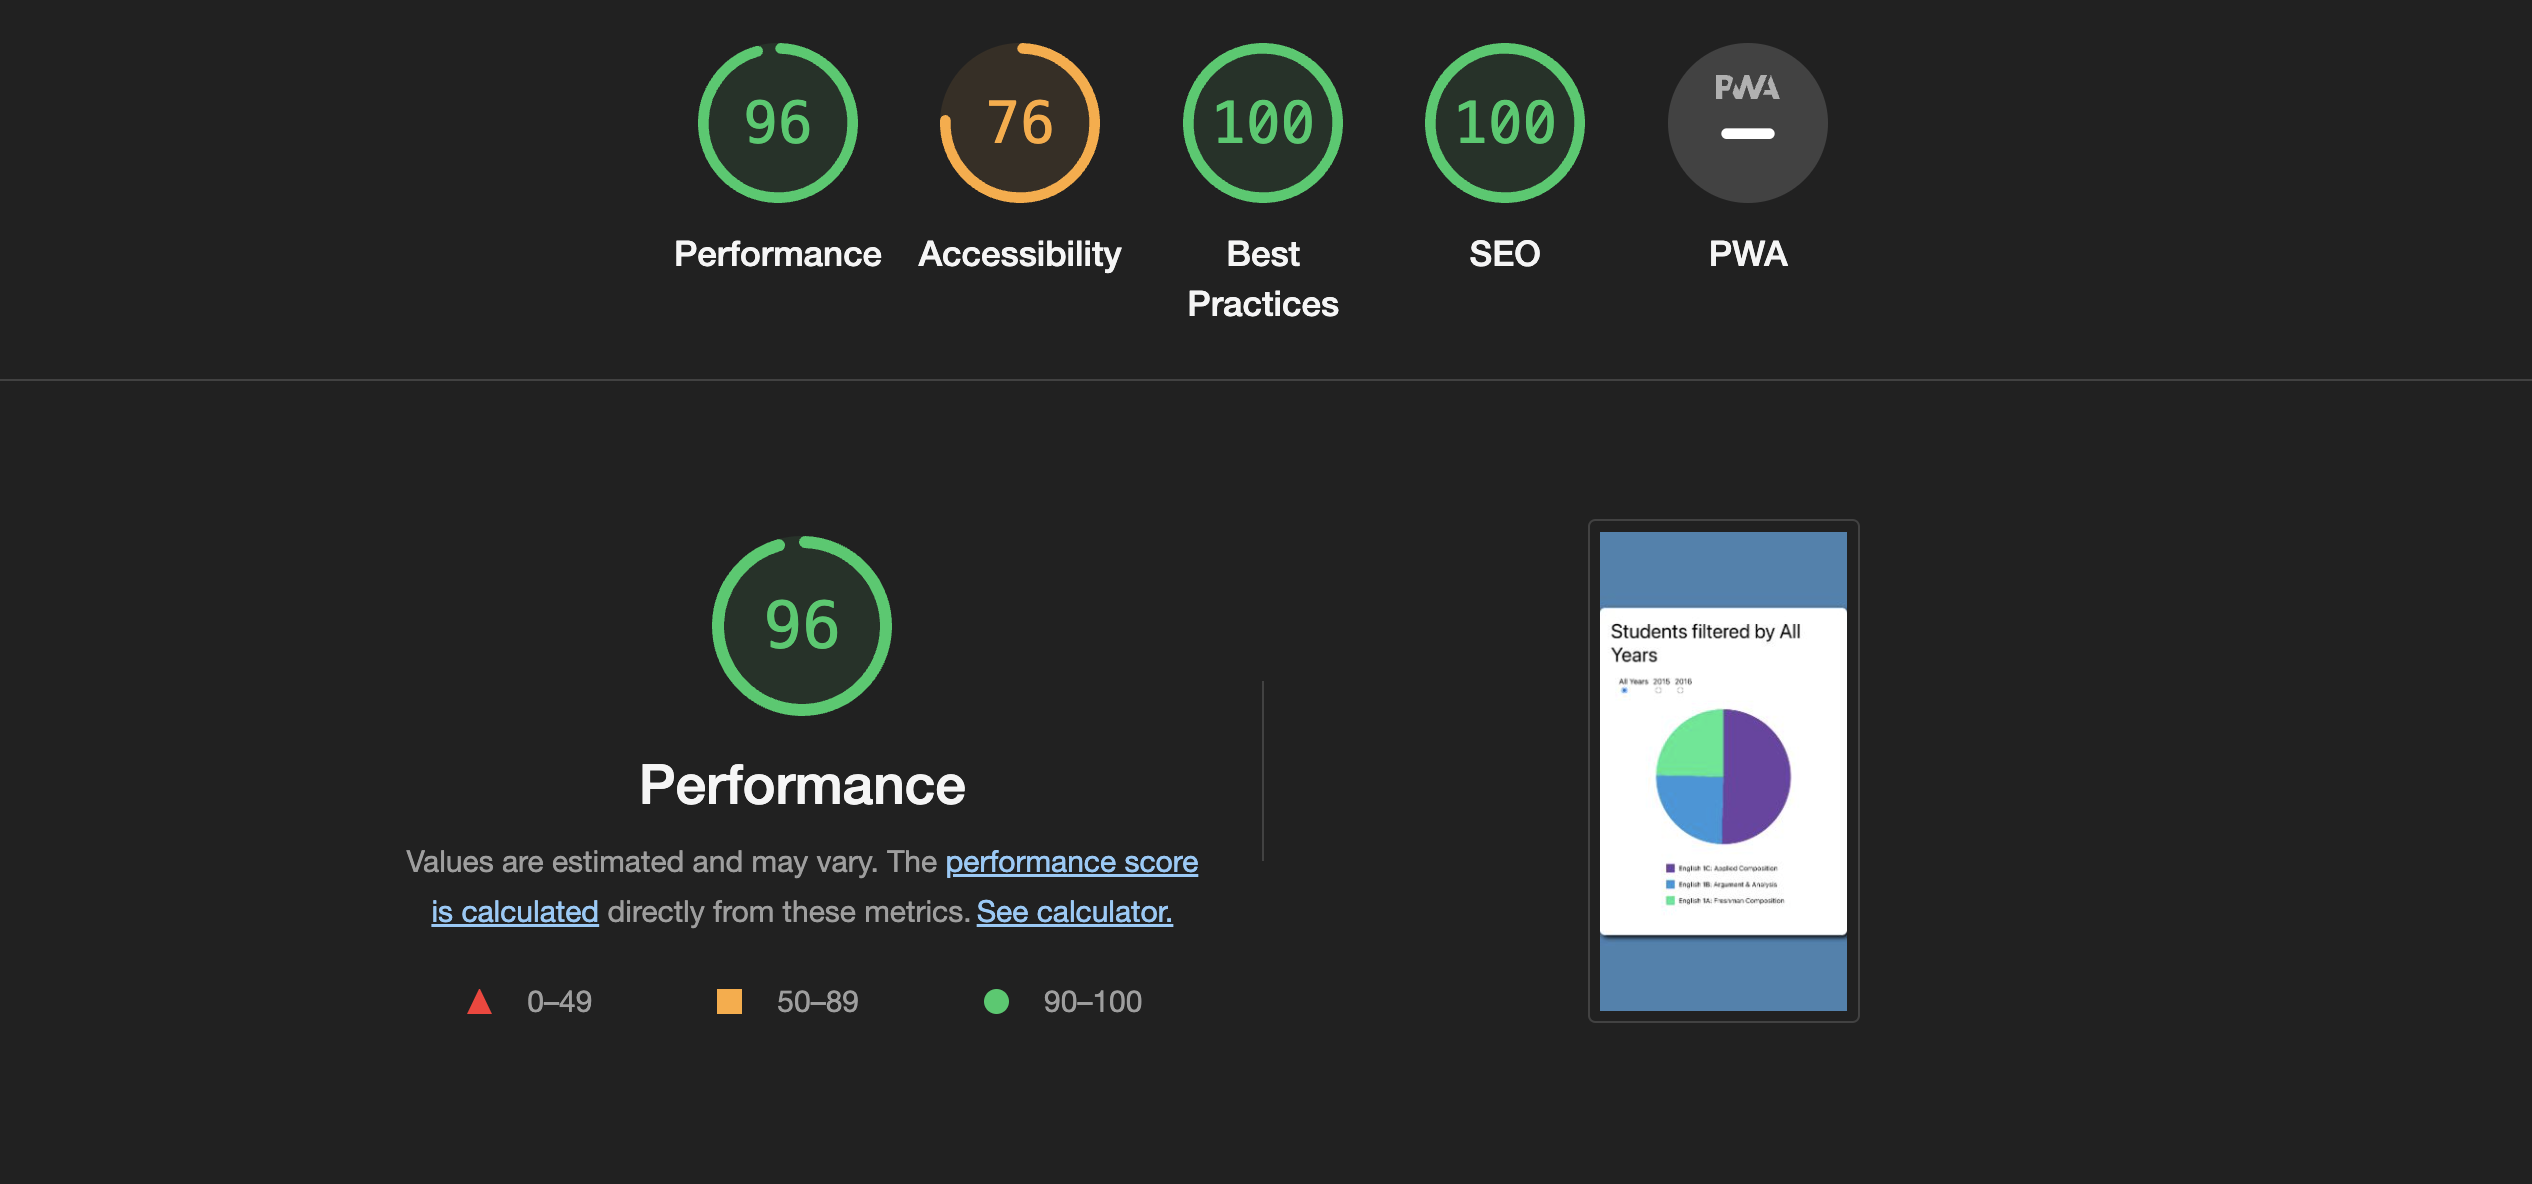 96
76
100
100
PWA
Performance
Accessibility
Best
Practices
SEO
PWA
96
Performance
Values are estimated and may vary. The performance score
is calculated directly from these metrics. See calculator.
0–49
50–89
90–100
Students filtered by All
Years
All Years 2015 2016
English 1C: Applied Composition
English 1B: Argument & Analysis
English 1A: Freshman Composition